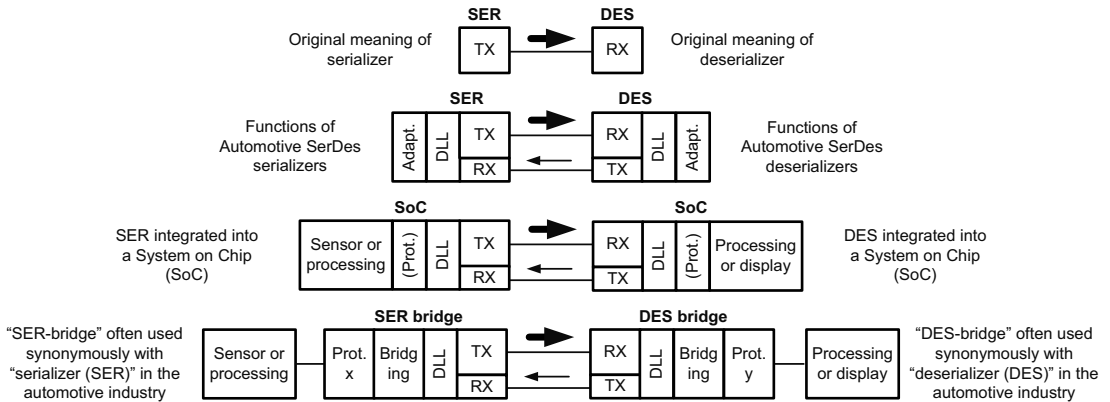 SER
DES
Original meaning of
serializer
TX
RX
Original meaning of
deserializer
SER
DES
Functions of
Automotive SerDes
serializers
Adapt.
DLL
TX
RX
RX
TX
DLL
Adapt.
Functions of
Automotive SerDes
deserializers
SoC
SoC
SER integrated into
a System on Chip
(SoC)
Sensor or
processing
(Prot.)
DLL
TX
RX
RX
TX
DLL
(Prot.)
Processing
or display
DES integrated into
a System on Chip
(SoC)
SER bridge
DES bridge
“SER-bridge” often used
synonymously with
“serializer (SER)” in the
automotive industry
Sensor or
processing
Prot.
x
Bridg
ing
DLL
TX
RX
RX
TX
DLL
Bridg
ing
Prot.
y
Processing
or display
“DES-bridge” often used
synonymously with
“deserializer (DES)” in the
automotive industry